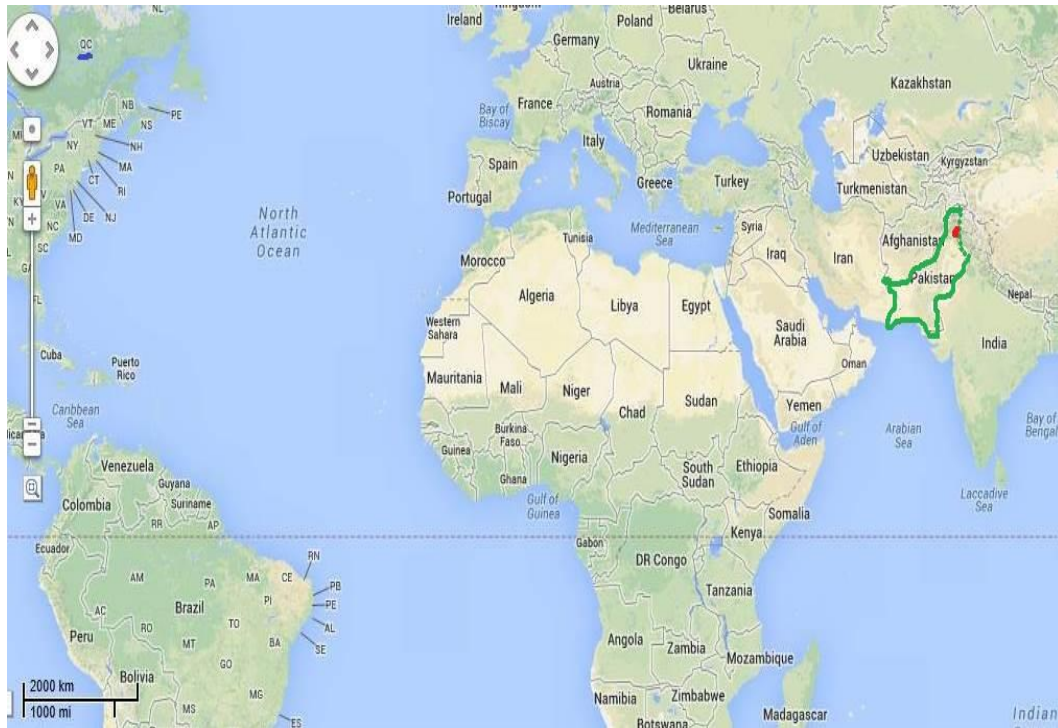 NL
Ireland
Poland
Belarus
QC
Germany
Ukraine
Kazakhstan
Austria
NB
PE
Bay of
Biscay
France
Romania
VT
ME
NS
MI
NH
Italy
NY
Uzbekistan
Kyrgyzstan
PA
MA
Spain
Greece
Turkey
Turkmenistan
CT
RI
Portugal
KY
VA
DE
NJ
North
Atlantic
Ocean
NC
MD
Mediterranean
Sea
Syria
Tunisia
Afghanistan
SC
Iraq
Iran
Morocco
GA
Pakistan
FL
Algeria
Libya
Egypt
Nepal
Western
Sahara
Saudi
Arabia
India
Cuba
Puerto
Rico
Oman
Mauritania
Mali
Niger
Chad
Sudan
Yemen
Caribbean
Sea
Gulf of
Aden
Arabian
Sea
Bay of
Bengal
Burkina
Faso
Guinea
Nigeria
Ethiopia
Venezuela
South
Sudan
Ghana
Guyana
Gulf of
Guinea
Laccadive
Sea
Colombia
Suriname
Somalia
RR
AP
Kenya
Ecuador
Gabon
DR Congo
RN
AM
PA
MA
CE
PB
Tanzania
Brazil
PI
PE
AC
RO
TO
AL
Peru
MT
BA
SE
Angola
Zambia
Mozambique
GO
Bolivia
2000 km
MG
Namibia
Zimbabwe
1000 mi
MS
ES
Botswana
Madagascar
Indian